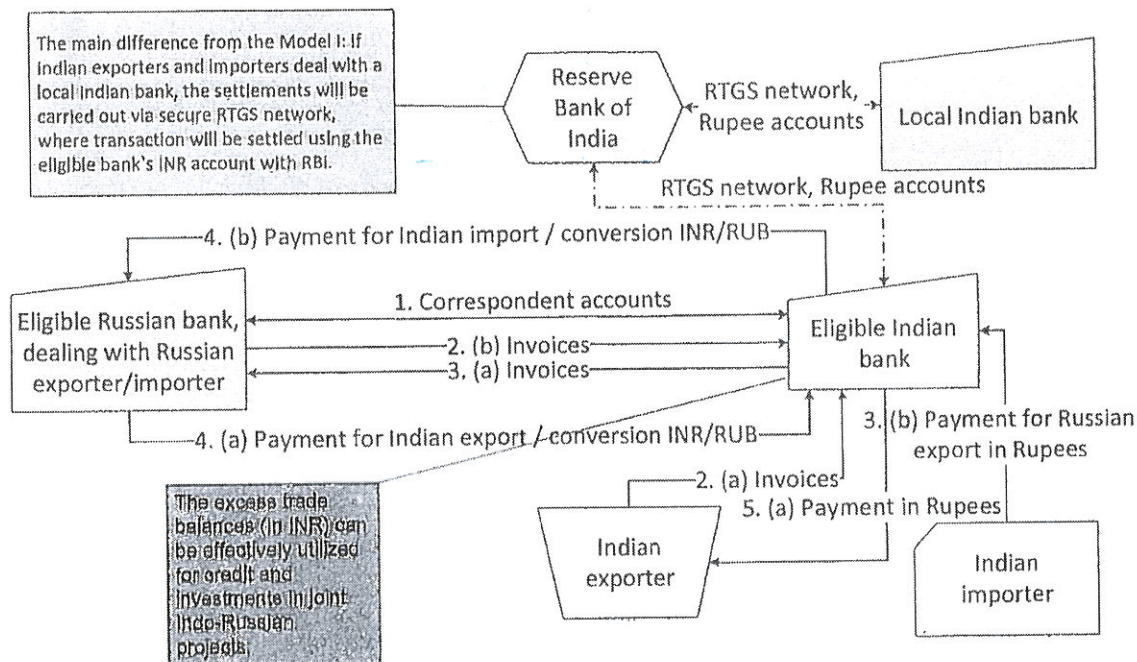 The main difference from the Model I: If
Indian exporters and importers deal with a
local Indian bank, the settlements will be
carried out via secure RTGS network,
where transaction will be settled using the
eligible bank's INR account with RBI.
Reserve
Bank of
India
RTGS network,
Rupee accounts
Local Indian bank
RTGS network, Rupee accounts
4. (b) Payment for Indian import / conversion INR/RUB
Eligible Russian bank,
dealing with Russian
exporter/importer
1. Correspondent accounts
2. (b) Invoices
3. (a) Invoices
Eligible Indian
bank
4. (a) Payment for Indian export / conversion INR/RUB
3. (b) Payment for Russian
export in Rupees
The excess trade
balances (in INR) can
be effectively utilized
for credit and
investments in joint
Indo-Russian
projects.
2. (a) Invoices
5. (a) Payment in Rupees
Indian
exporter
Indian
importer